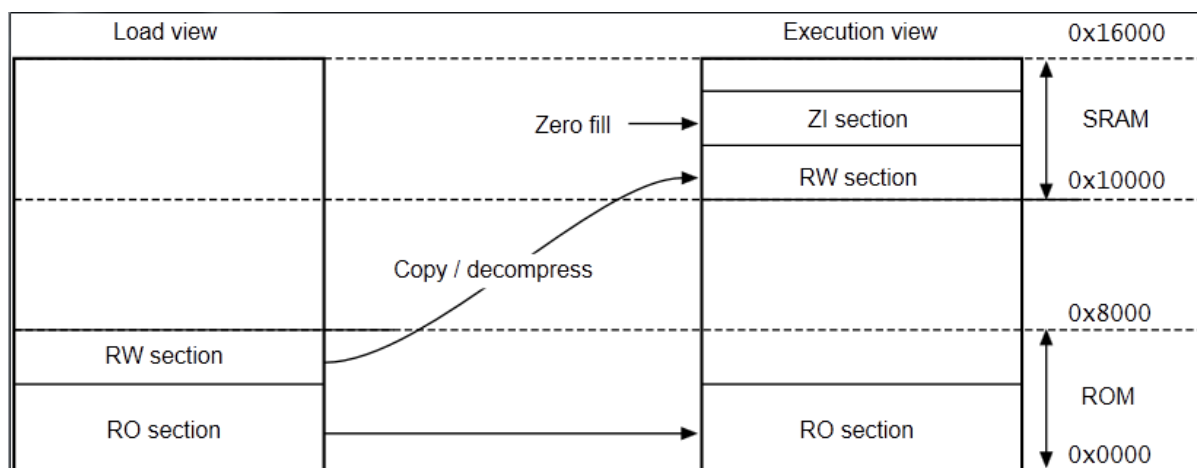 Load view
Execution view
0x16000
Zero fill
ZI section
SRAM
RW section
0x10000
Copy / decompress
0x8000
RW section
ROM
RO section
RO section
0x0000